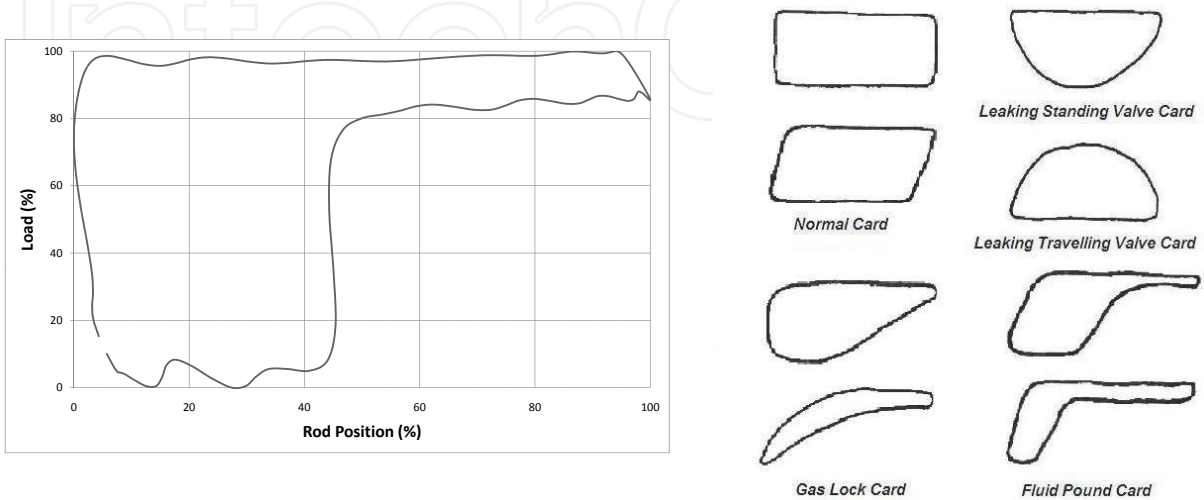 100
80
60
40
20
0
Load (%)
0 20 40 60 80 100
Rod Position (%)
Leaking Standing Valve Card
Normal Card
Leaking Travelling Valve Card
Gas Lock Card
Fluid Pound Card